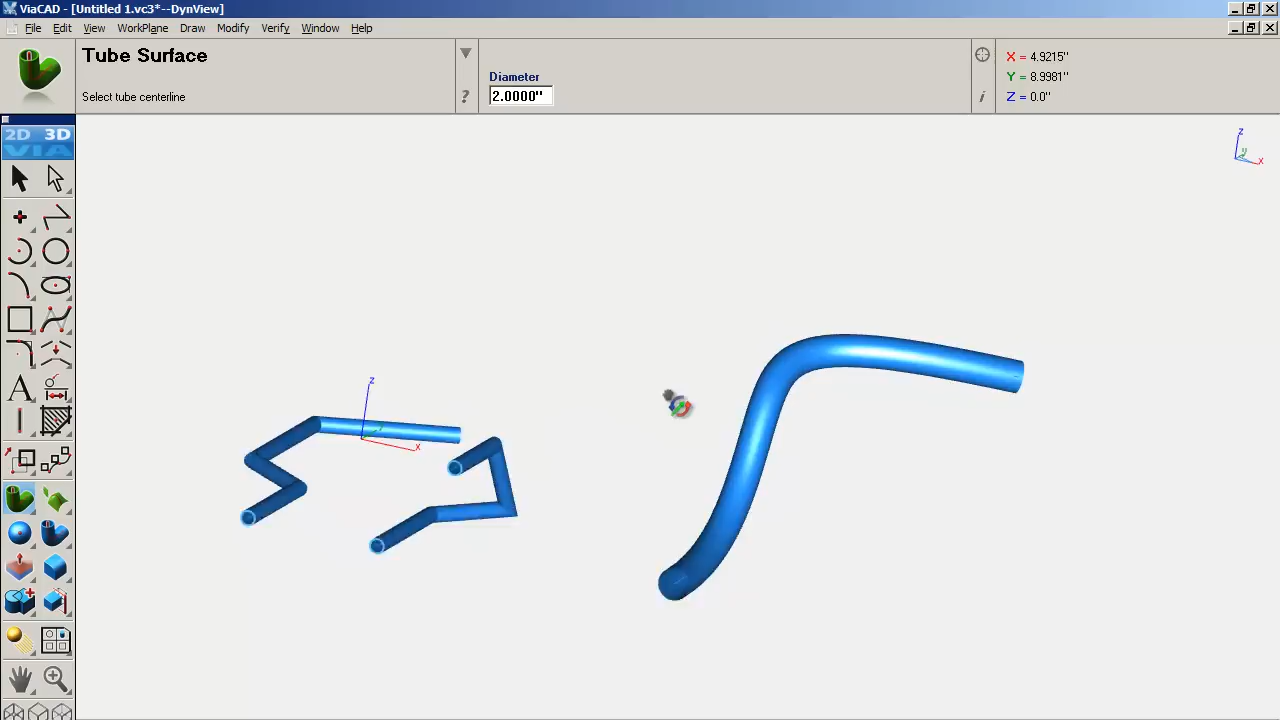 ViaCAD - [Untitled 1.vc3*--DynView]
File Edit View WorkPlane Draw Modify Verify Window Help
Tube Surface
Select tube centerline
?
Diameter
2.0000"
i
X = 4.9215"
Y = 8.9981"
Z = 0.0"
2D 3D
VIA
A
z
y
x
z
y
x